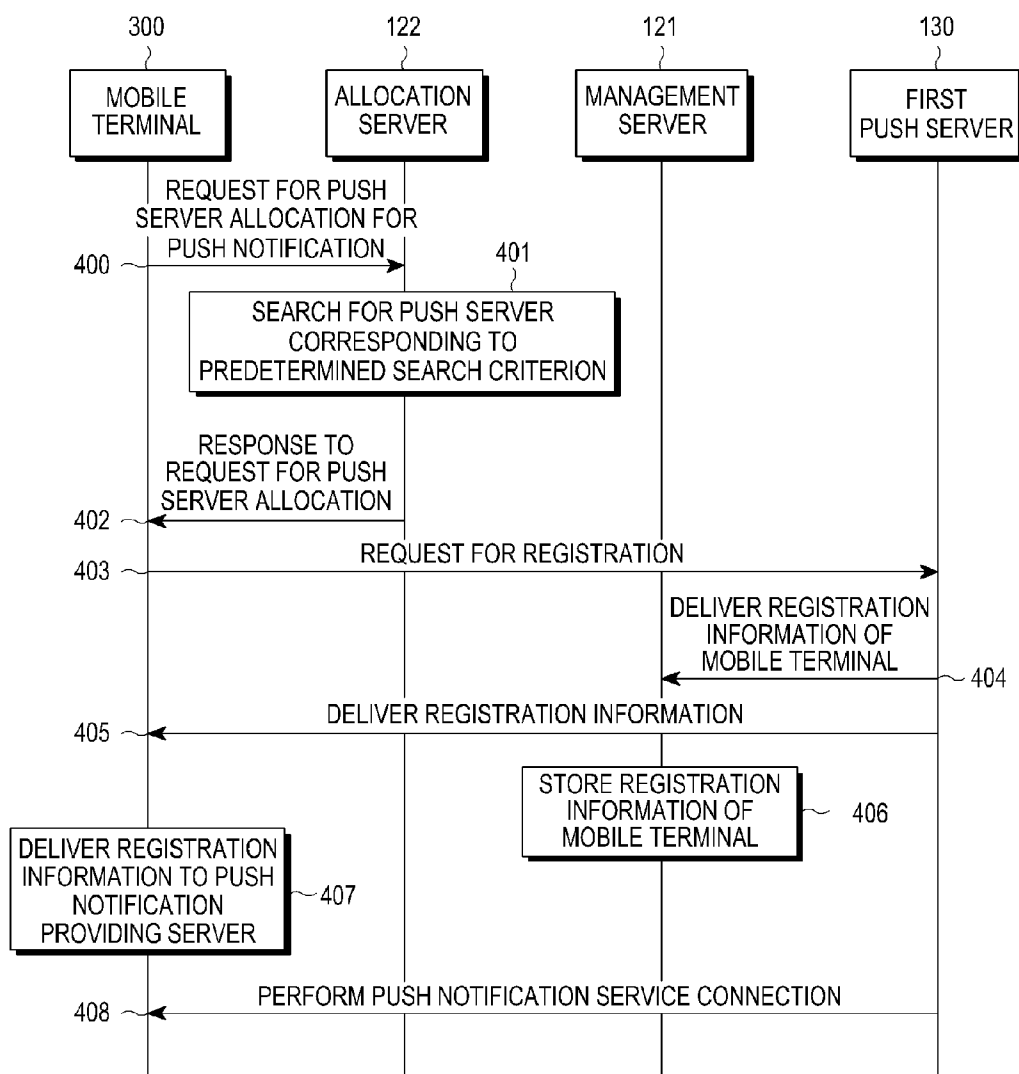 300
122
121
130
MOBILE
TERMINAL
ALLOCATION
SERVER
MANAGEMENT
SERVER
FIRST
PUSH SERVER
REQUEST FOR PUSH
SERVER ALLOCATION FOR
PUSH NOTIFICATION
400
401
SEARCH FOR PUSH SERVER
CORRESPONDING TO
PREDETERMINED SEARCH CRITERION
RESPONSE TO
REQUEST FOR PUSH
SERVER ALLOCATION
402
REQUEST FOR REGISTRATION
403
DELIVER REGISTRATION
INFORMATION OF
MOBILE TERMINAL
404
DELIVER REGISTRATION INFORMATION
405
STORE REGISTRATION
INFORMATION OF
MOBILE TERMINAL
406
DELIVER REGISTRATION
INFORMATION TO PUSH
NOTIFICATION
PROVIDING SERVER
407
PERFORM PUSH NOTIFICATION SERVICE CONNECTION
408